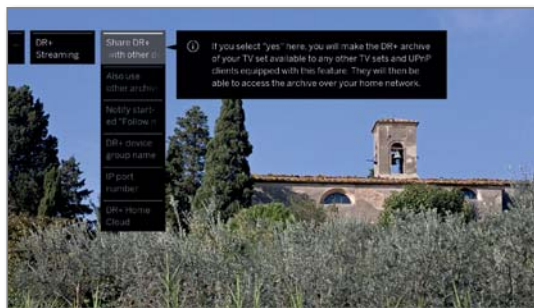 DR+
Streaming
Share DR+
with other
If you select "yes" here, you will make the DR+ archive
of your TV set available to any other TV sets and UPnP
clients equipped with this feature. They will then be
able to access the archive over your home network.
Also use
other archiv
Notify start-
ed "Follow
DR+ device
group name
IP port
number
DR+ Home
Cloud